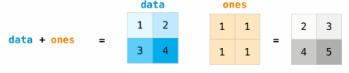 data ones
data + ones = 1 2 1 1 = 2 3
3 4 1 1 4 5